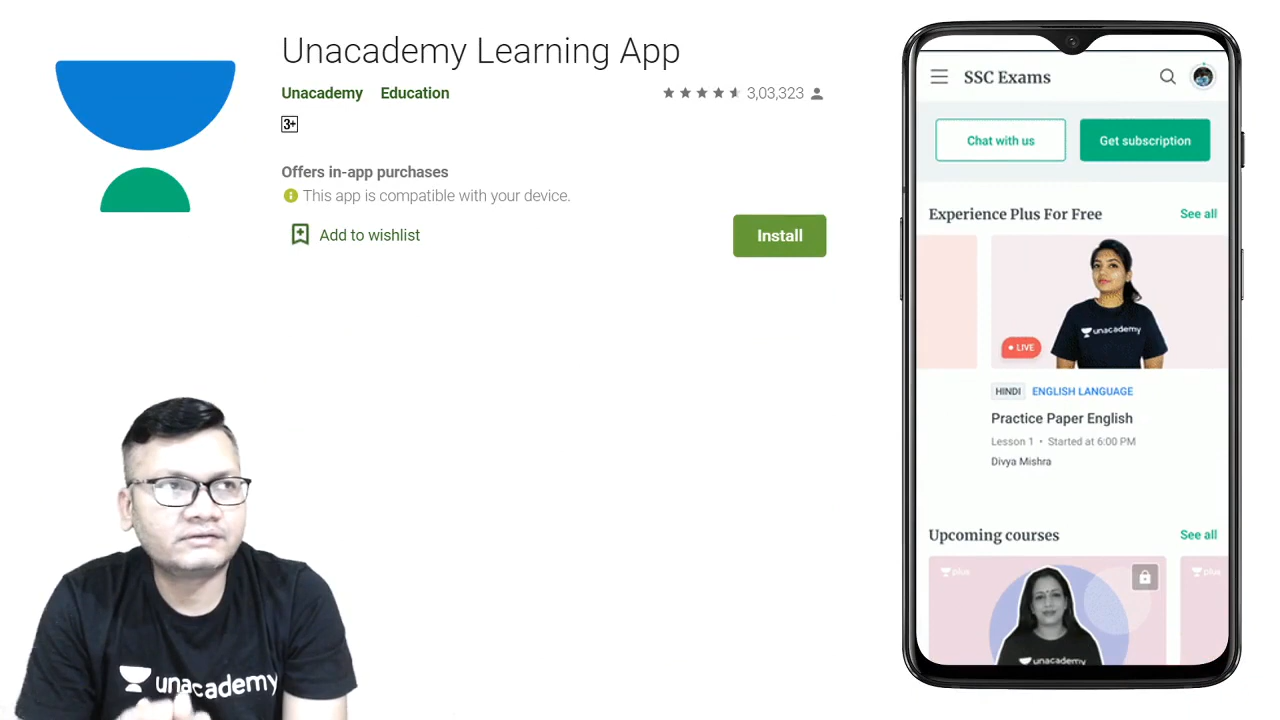 Unacademy Learning App
Unacademy Education
3,03,323
3+
Offers in-app purchases
This app is compatible with your device.
Add to wishlist
Install
unacademy
SSC Exams
Chat with us
Get subscription
Experience Plus For Free
See all
unacademy
LIVE
HINDI ENGLISH LANGUAGE
Practice Paper English
Lesson 1 • Started at 6:00 PM
Divya Mishra
Upcoming courses
See all
plus
plus
unacademy